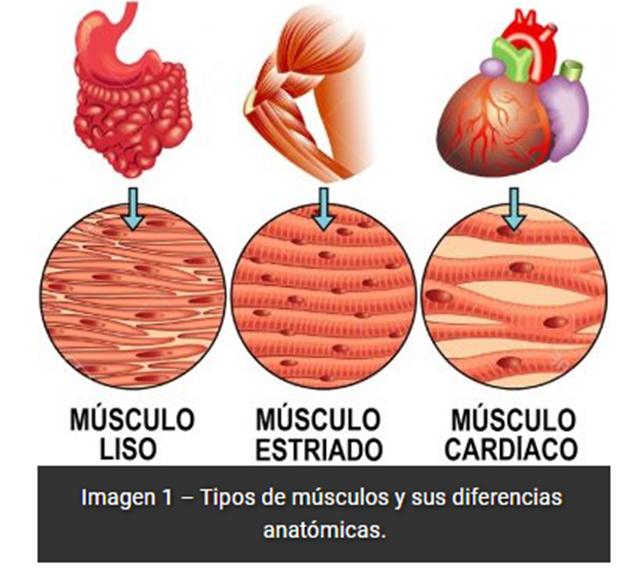 MÚSCULO
LISO
MÚSCULO
ESTRIADO
MÚSCULO
CARDÍACO
Imagen 1 – Tipos de músculos y sus diferencias
anatómicas.